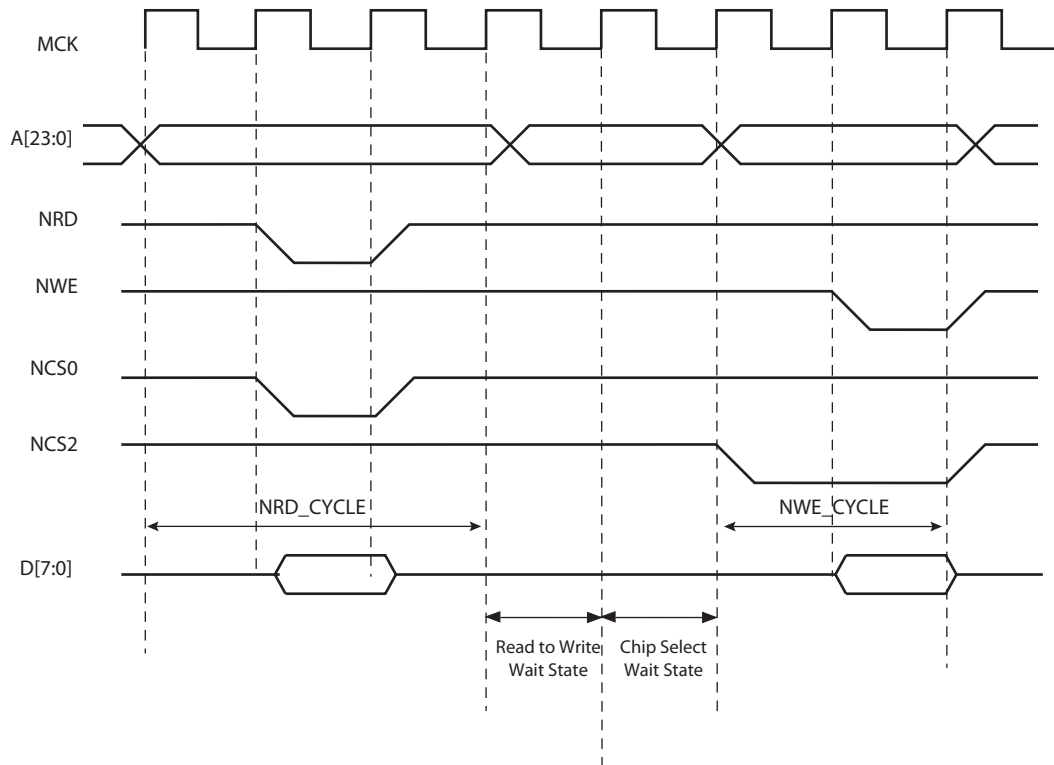 MCK
A[23:0]
NRD
NWE
NCS0
NCS2
NRD_CYCLE
NWE_CYCLE
D[7:0]
Read to Write
Wait State
Chip Select
Wait State